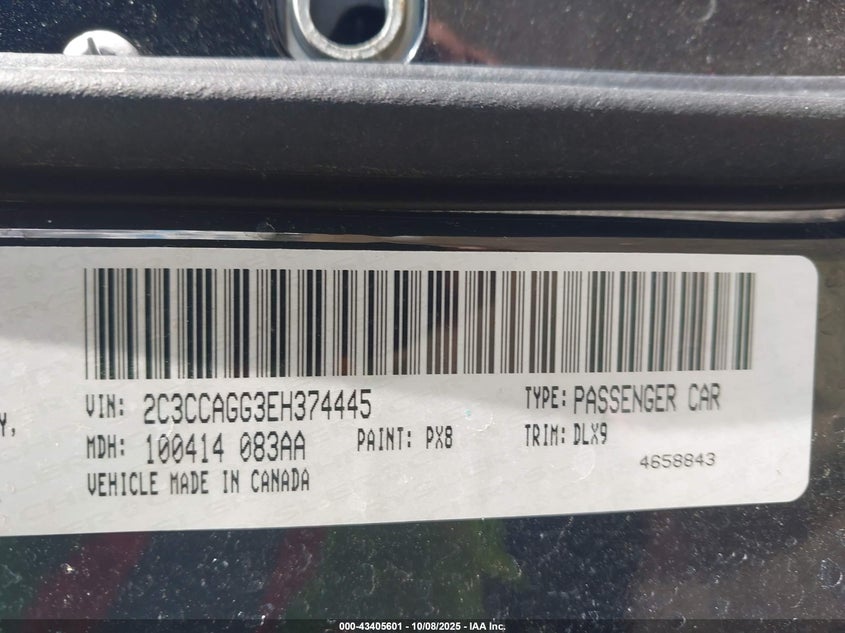 Y,
VIN: 2C3CCAGG3EH374445
TYPE: PASSENGER CAR
MDH: 100414 083AA
PAINT: PX8
TRIM: DLX9
VEHICLE MADE IN CANADA
4658843
000-43405601 - 10/08/2025 - IAA Inc.